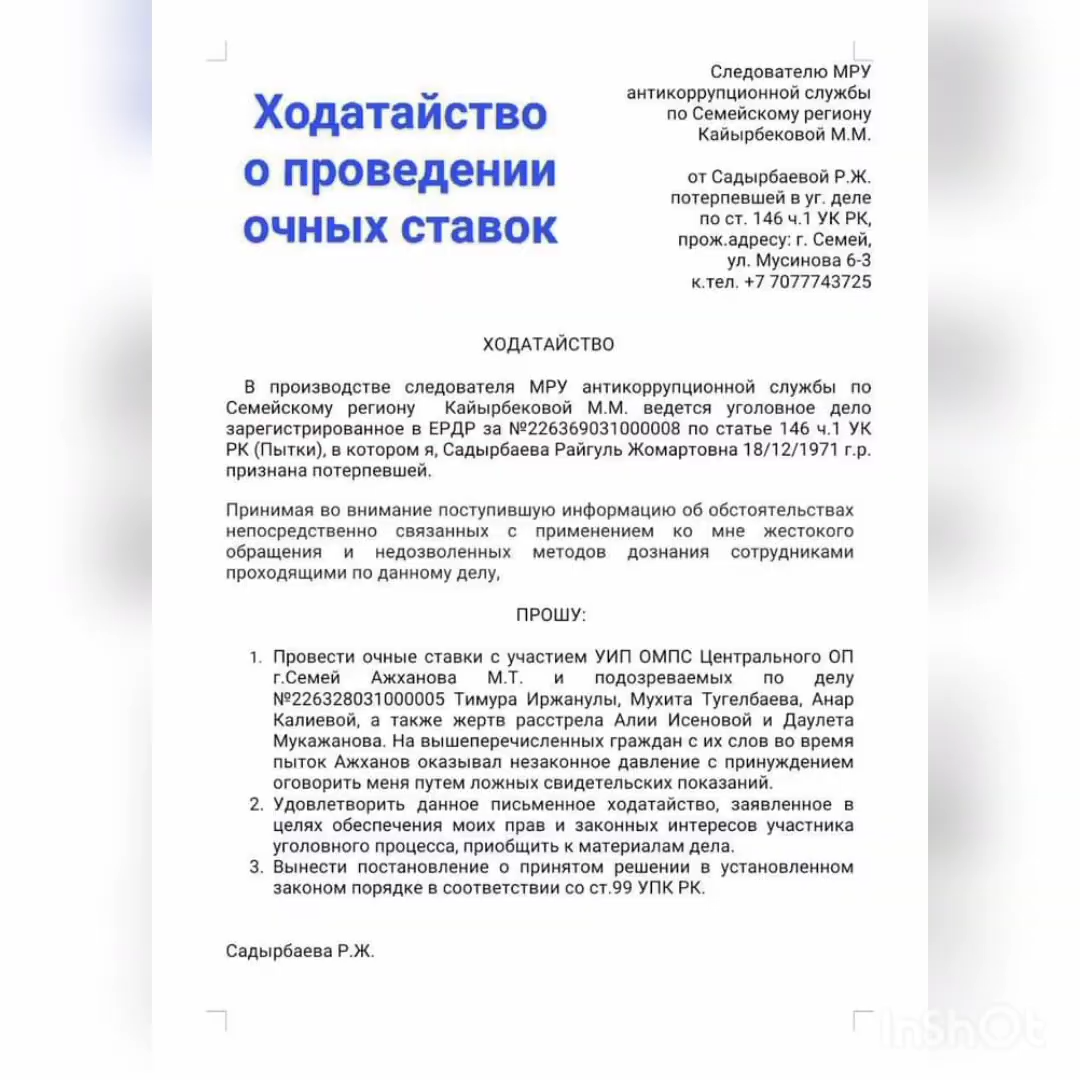 Ходатайство
о проведении
очных ставок
Следователю МРУ
антикоррупционной службы
по Семейскому региону
Кайырбековой М.М.
от Садырбаевой Р.Ж.
потерпевшей в уг. деле
по ст. 146 ч.1 УК РК,
прож.адресу: г. Семей,
ул. Мусинова 6-3
к.тел. +7 7077743725
ХОДАТАЙСТВО
В производстве следователя МРУ антикоррупционной службы по
Семейскому региону Кайырбековой М.М. ведется уголовное дело
зарегистрированное в ЕРДР за №226369031000008 по статье 146 ч.1 УК
РК (Пытки), в котором я, Садырбаева Райгуль Жомартовна 18/12/1971 г.р.
признана потерпевшей.
Принимая во внимание поступившую информацию об обстоятельствах
непосредственно связанных с применением ко мне жестокого
обращения и недозволенных методов дознания сотрудниками
проходящими по данному делу,
ПРОШУ:
1. Провести очные ставки с участием УИП ОМПС Центрального ОП
г.Семей Ажханова М.Т. и подозреваемых по делу
№226328031000005 Тимура Иржанулы, Мухита Тугелбаева, Анар
Калиевой, а также жертв расстрела Алии Исеновой и Даулета
Мукажанова. На вышеперечисленных граждан с их слов во время
пыток Ажханов оказывал незаконное давление с принуждением
оговорить меня путем ложных свидетельских показаний.
2. Удовлетворить данное письменное ходатайство, заявленное в
целях обеспечения моих прав и законных интересов участника
уголовного процесса, приобщить к материалам дела.
3. Вынести постановление о принятом решении в установленном
законом порядке в соответствии со ст.99 УПК РК.
Садырбаева Р.Ж.
InShOt